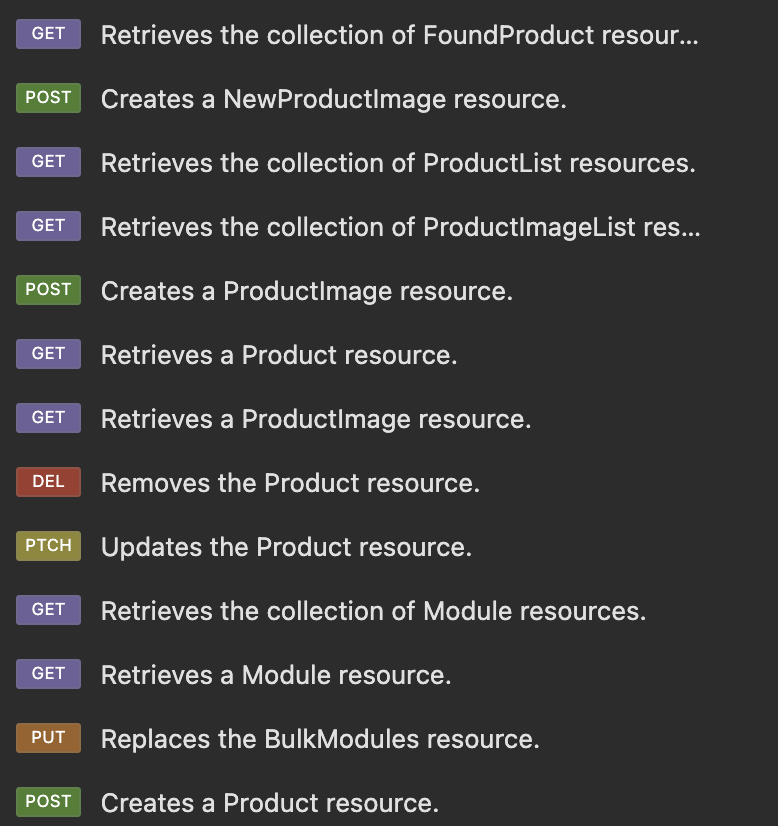 GET Retrieves the collection of FoundProduct resour...
POST Creates a NewProductImage resource.
GET Retrieves the collection of ProductList resources.
GET Retrieves the collection of ProductImageList res...
POST Creates a ProductImage resource.
GET Retrieves a Product resource.
GET Retrieves a ProductImage resource.
DEL Removes the Product resource.
PTCH Updates the Product resource.
GET Retrieves the collection of Module resources.
GET Retrieves a Module resource.
PUT Replaces the BulkModules resource.
POST Creates a Product resource.